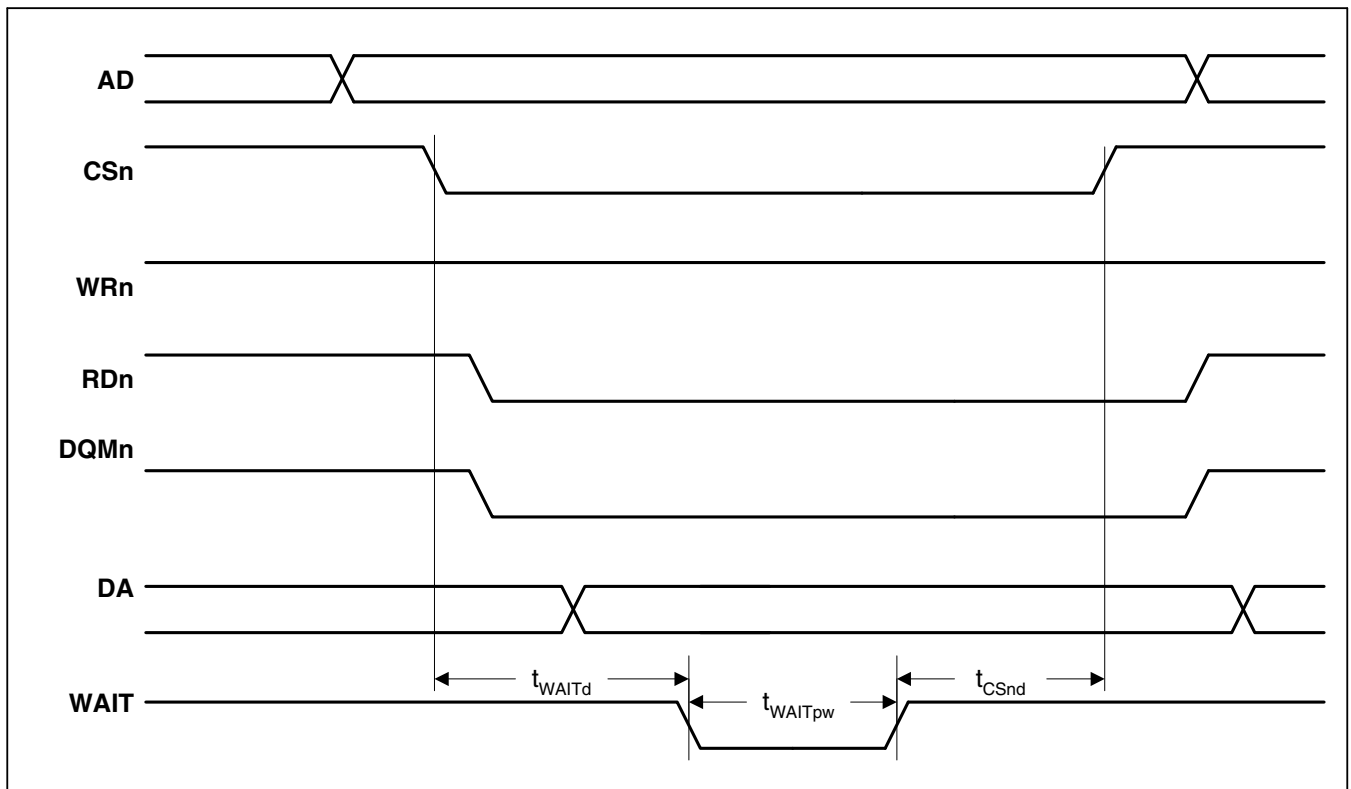 AD
CSn
WRn
RDn
DQMn
DA
tWAITd
tCSnd
WAIT
tWAITpw